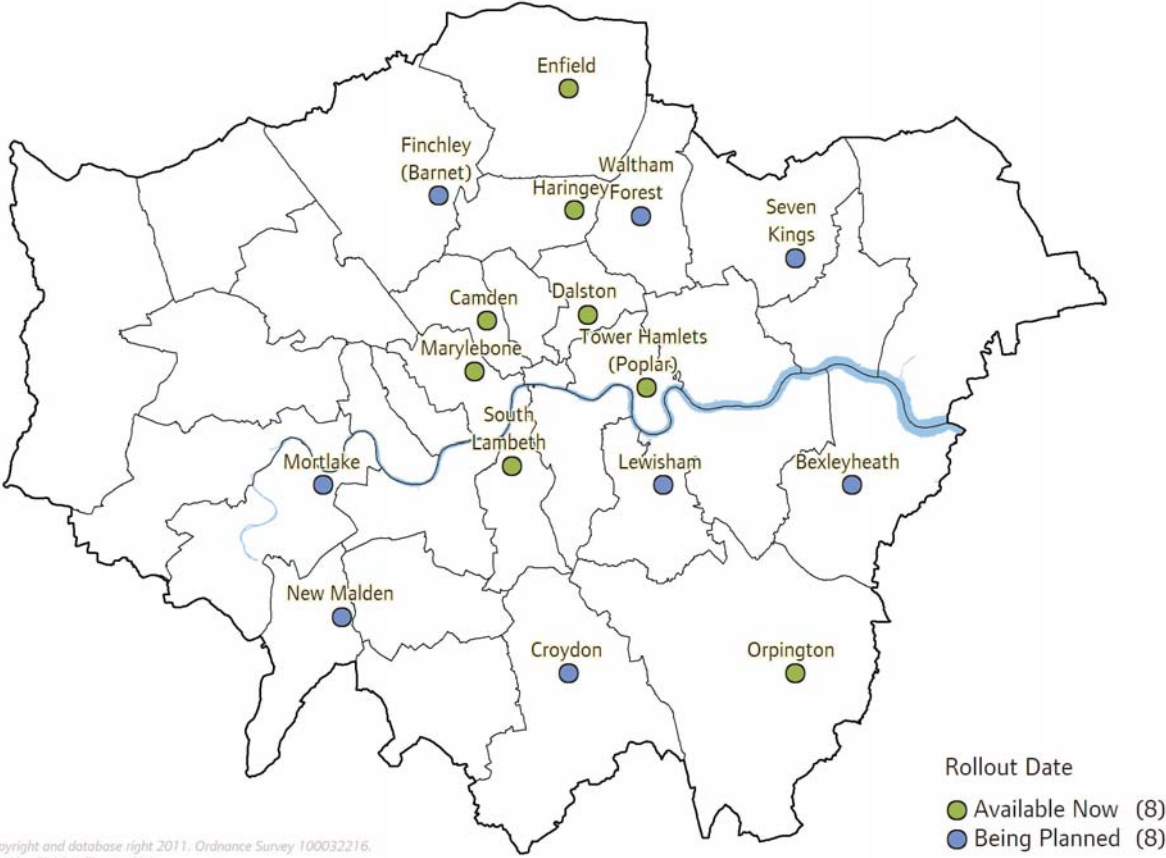 Enfield
Finchley
(Barnet)
Waltham
Forest
Haringey
Seven
Kings
Camden
Dalston
Marylebone
Tower Hamlets
(Poplar)
South
Lambeth
Mortlake
Lewisham
Bexleyheath
New Malden
Croydon
Orpington
Rollout Date
Available Now (8)
Being Planned (8)
opyright and database right 2011. Ordnance Survey 100032216.